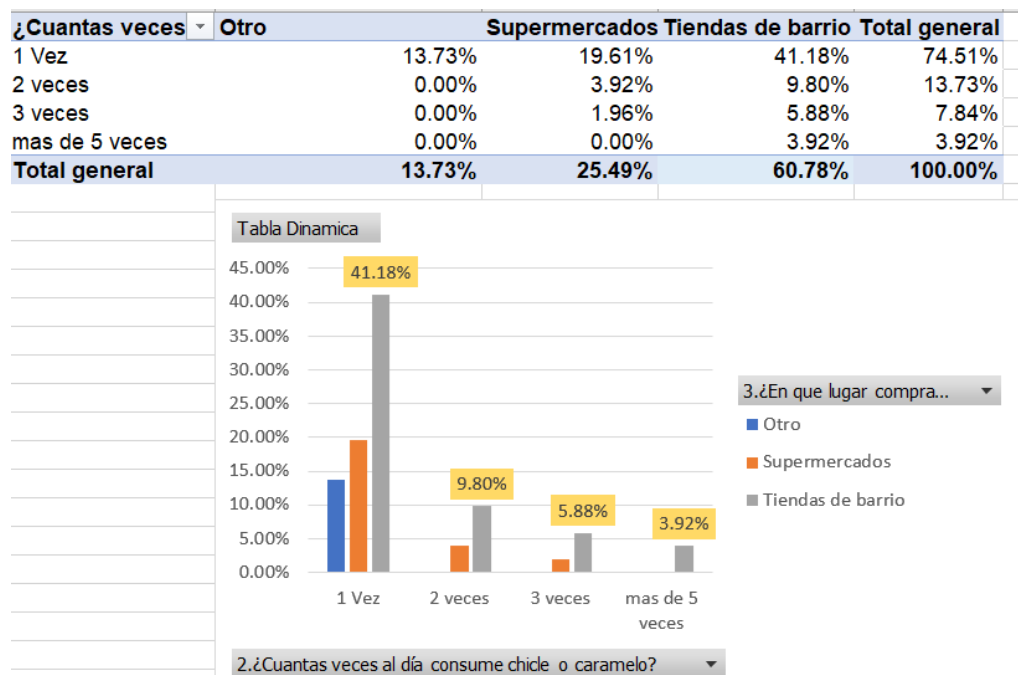 ¿Cuantas veces Otro Supermercados Tiendas de barrio Total general
1 Vez 13.73% 19.61% 41.18% 74.51%
2 veces 0.00% 3.92% 9.80% 13.73%
3 veces 0.00% 1.96% 5.88% 7.84%
mas de 5 veces 0.00% 0.00% 3.92% 3.92%
Total general 13.73% 25.49% 60.78% 100.00%
Tabla Dinamica
45.00%
40.00%
35.00%
30.00%
25.00%
20.00%
15.00%
10.00%
5.00%
0.00%
41.18%
9.80%
5.88%
3.92%
1 Vez
2 veces
3 veces
mas de 5
veces
3.¿En que lugar compra...
Otro
Supermercados
Tiendas de barrio
2.¿Cuantas veces al día consume chicle o caramelo?